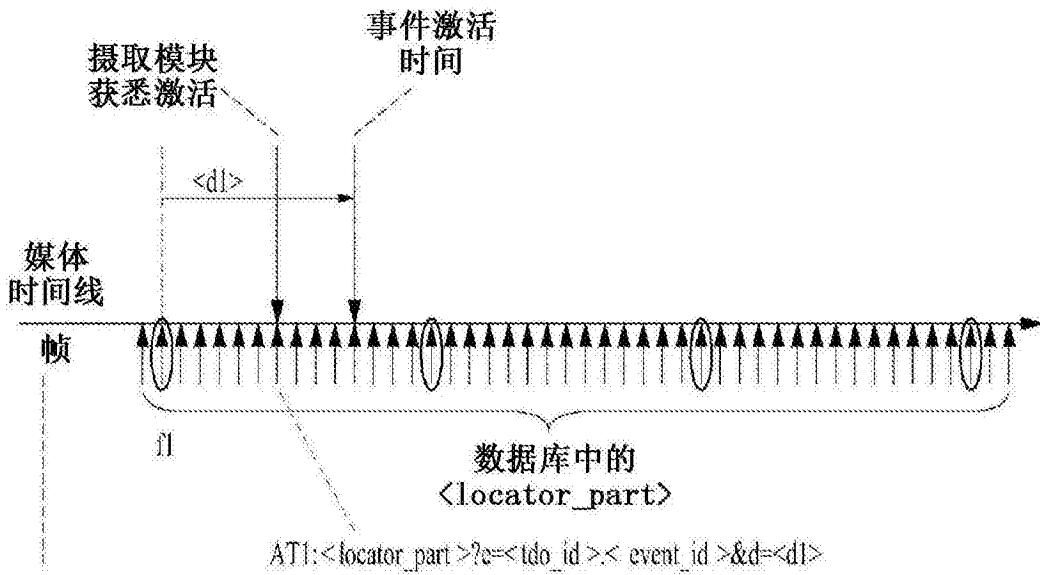 事件激活
时间
摄取模块
获悉激活
<d1>
媒体
时间线
帧
f1
数据库中的
<locator_part>
AT1:<locator_part>?e=<tdo_id>.< event_id >&d=<d1>